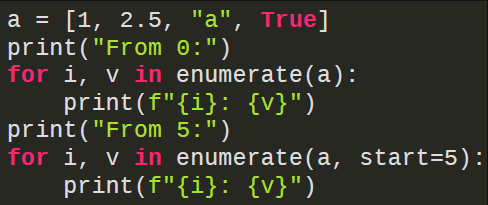 a = [1, 2.5, "a", True]
print("From 0:")
for i, v in enumerate(a):
    print(f"{i}: {v}")
print("From 5:")
for i, v in enumerate(a, start=5):
    print(f"{i}: {v}")